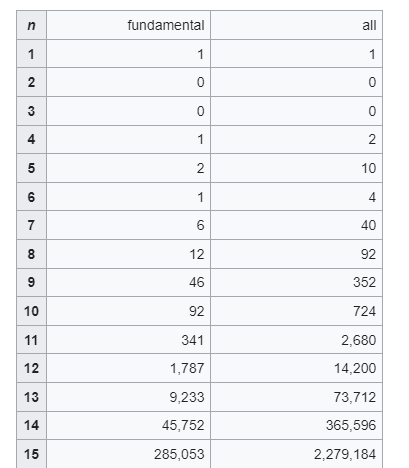 n fundamental all
1 1 1
2 0 0
3 0 0
4 1 2
5 2 10
6 1 4
7 6 40
8 12 92
9 46 352
10 92 724
11 341 2,680
12 1,787 14,200
13 9,233 73,712
14 45,752 365,596
15 285,053 2,279,184